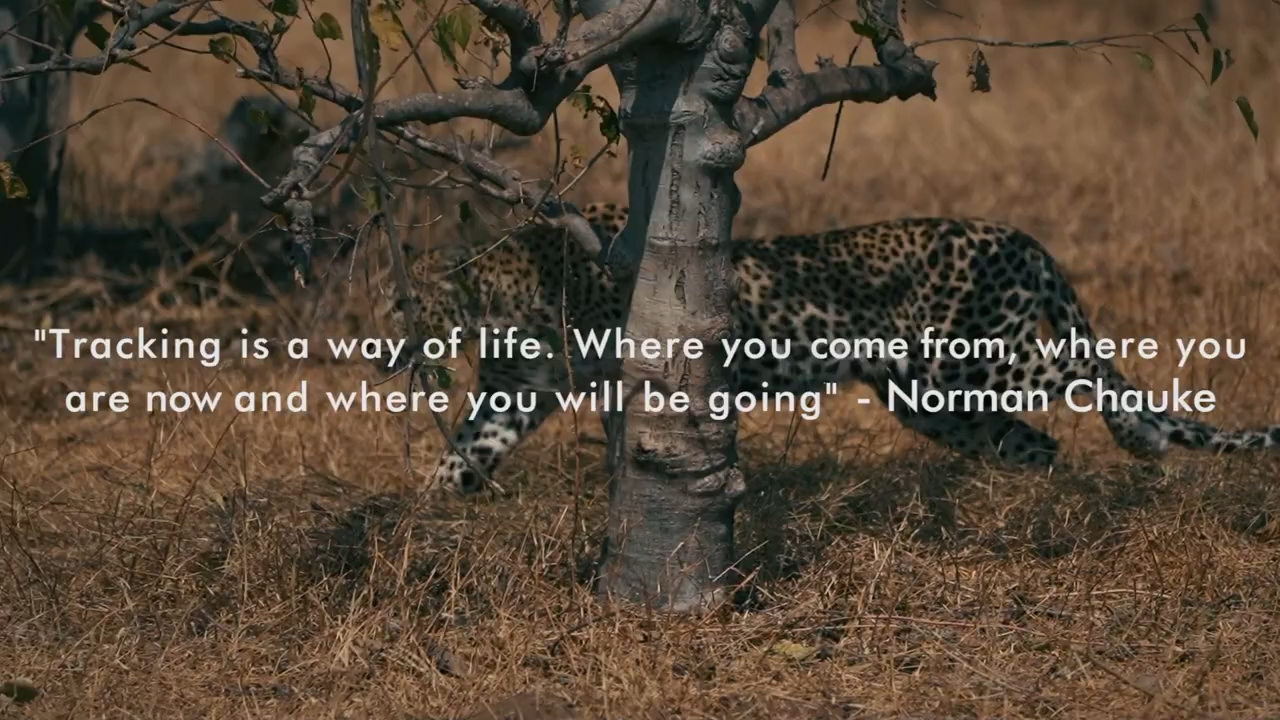 "Tracking is a way of life. Where you come from, where you
are now and where you will be going" - Norman Chauke